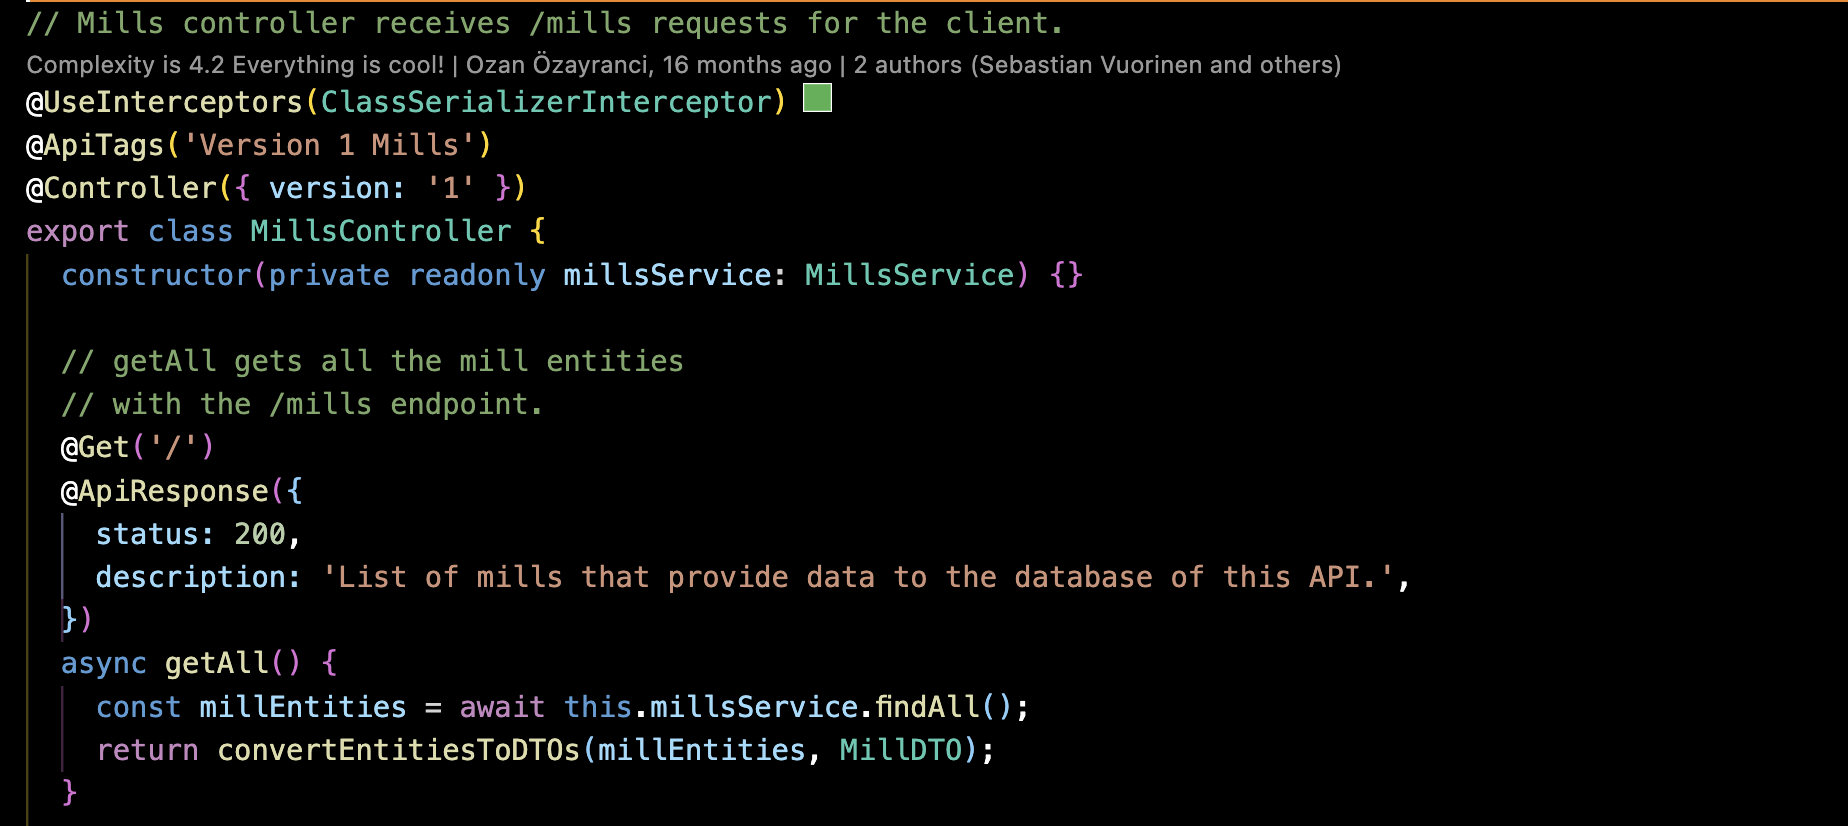 // Mills controller receives /mills requests for the client.
Complexity is 4.2 Everything is cool! | Ozan Özayranci, 16 months ago | 2 authors (Sebastian Vuorinen and others)
@UseInterceptors(ClassSerializerInterceptor)
@ApiTags('Version 1 Mills')
@Controller({ version: '1' })
export class MillsController {
  constructor(private readonly millsService: MillsService) {}

  // getAll gets all the mill entities
  // with the /mills endpoint.
  @Get('/')
  @ApiResponse({
    status: 200,
    description: 'List of mills that provide data to the database of this API.',
  })
  async getAll() {
    const millEntities = await this.millsService.findAll();
    return convertEntitiesToDTOs(millEntities, MillDTO);
  }